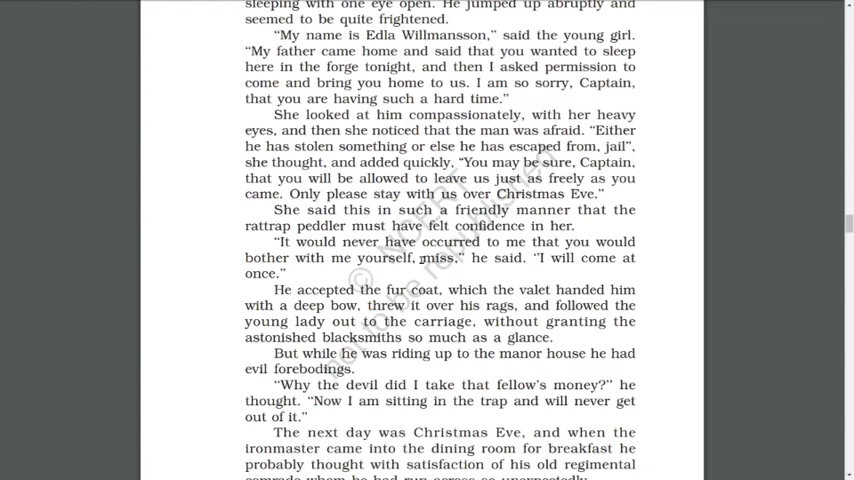 sleeping with one eye open. He jumped up abruptly and
seemed to be quite frightened.
“My name is Edla Willmansson,” said the young girl.
“My father came home and said that you wanted to sleep
here in the forge tonight, and then I asked permission to
come and bring you home to us. I am so sorry, Captain,
that you are having such a hard time.”
She looked at him compassionately, with her heavy
eyes, and then she noticed that the man was afraid. “Either
he has stolen something or else he has escaped from, jail”,
she thought, and added quickly, “You may be sure, Captain,
that you will be allowed to leave us just as freely as you
came. Only please stay with us over Christmas Eve.”
She said this in such a friendly manner that the
rattrap peddler must have felt confidence in her.
“It would never have occurred to me that you would
bother with me yourself, miss,” he said. “I will come at
once.”
He accepted the fur coat, which the valet handed him
with a deep bow, threw it over his rags, and followed the
young lady out to the carriage, without granting the
astonished blacksmiths so much as a glance.
But while he was riding up to the manor house he had
evil forebodings.
“Why the devil did I take that fellow’s money?” he
thought. “Now I am sitting in the trap and will never get
out of it.”
The next day was Christmas Eve, and when the
ironmaster came into the dining room for breakfast he
probably thought with satisfaction of his old regimental
comrade whom he had run across so unexpectedly.
© NCERT
not to be republished